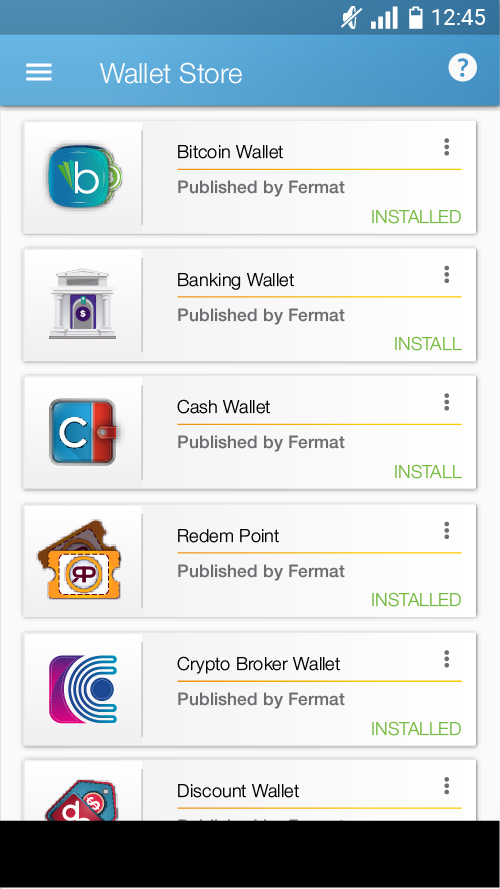 12:45
Wallet Store
?
b
Bitcoin Wallet
Published by Fermat
INSTALLED
$
Banking Wallet
Published by Fermat
INSTALL
C
Cash Wallet
Published by Fermat
INSTALL
RP
Redem Point
Published by Fermat
INSTALLED
Crypto Broker Wallet
Published by Fermat
INSTALLED
Discount Wallet